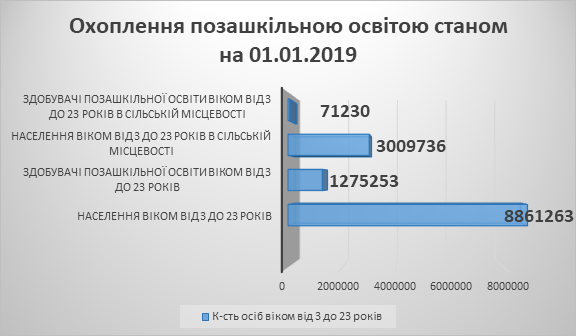 Охоплення позашкільною освітою станом
на 01.01.2019
ЗДОБУВАЧІ ПОЗАШКІЛЬНОЇ ОСВІТИ ВІКОМ ВІД 3
ДО 23 РОКІВ В СІЛЬСЬКІЙ МІСЦЕВОСТІ
71230
НАСЕЛЕННЯ ВІКОМ ВІД 3 ДО 23 РОКІВ В СІЛЬСЬКІЙ
МІСЦЕВОСТІ
3009736
ЗДОБУВАЧІ ПОЗАШКІЛЬНОЇ ОСВІТИ ВІКОМ ВІД 3
ДО 23 РОКІВ
1275253
НАСЕЛЕННЯ ВІКОМ ВІД 3 ДО 23 РОКІВ
8861263
0 2000000 4000000 6000000 8000000
К-сть осіб віком від 3 до 23 років